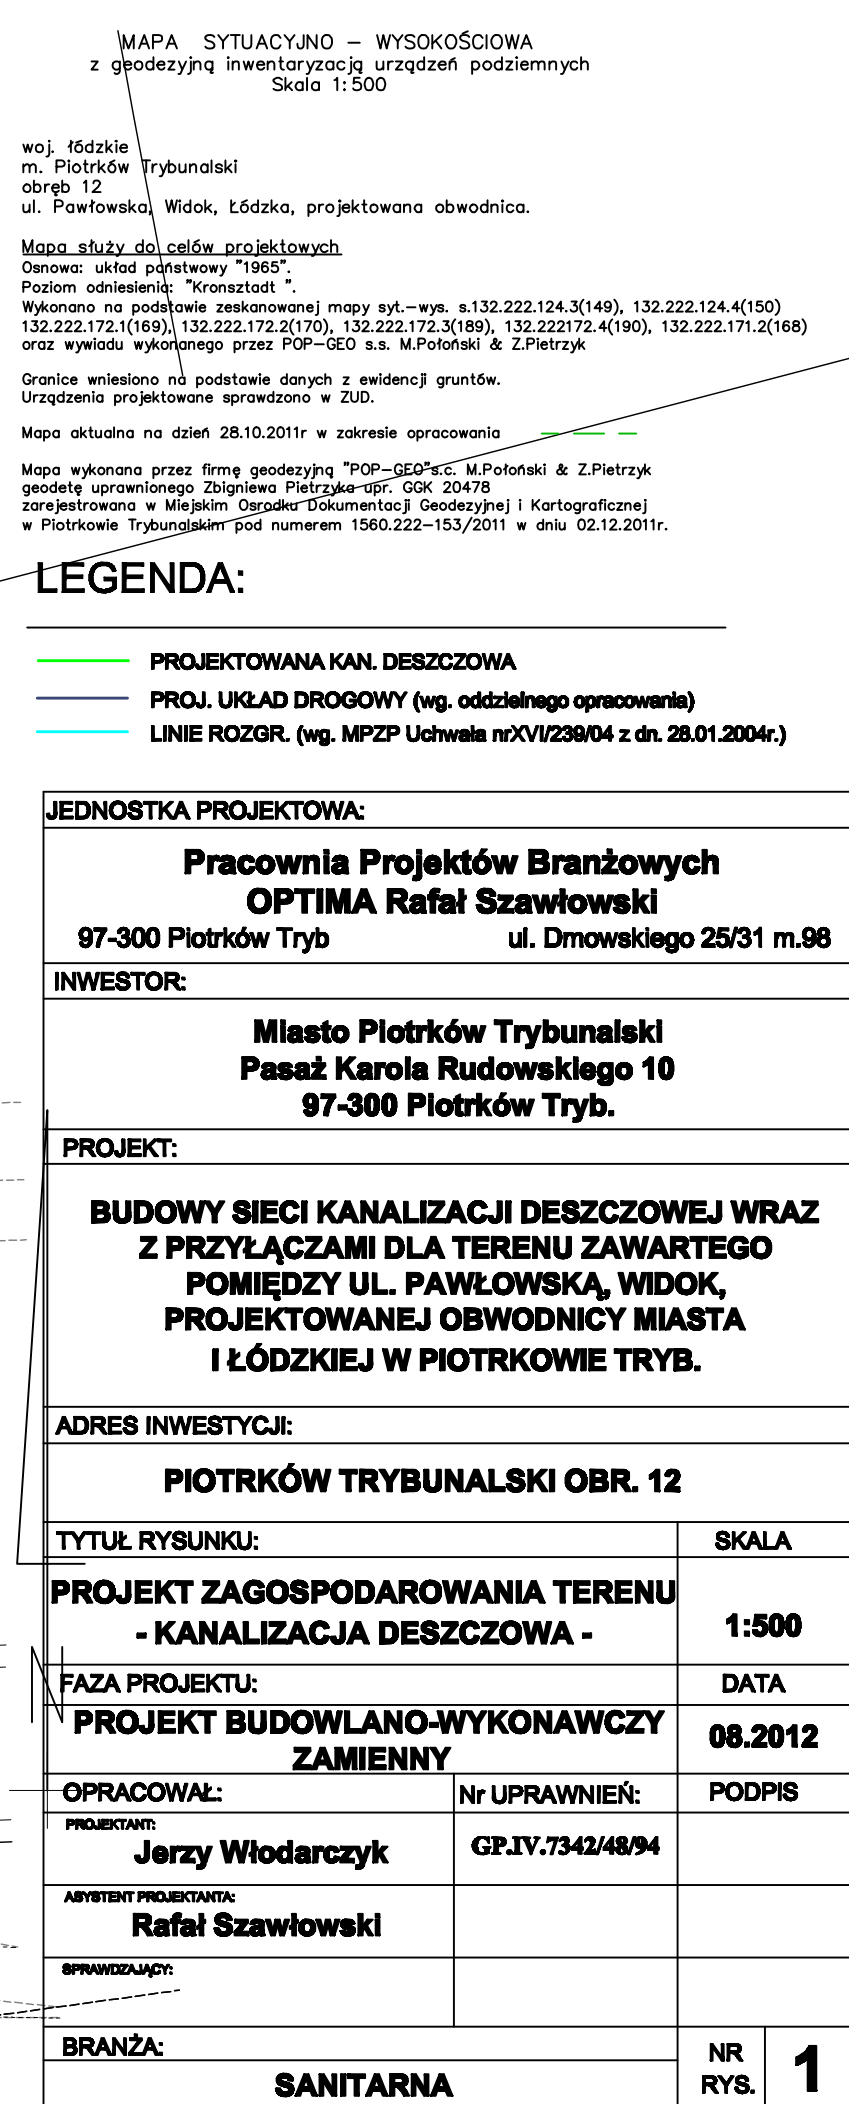 MAPA SYTUACYJNO – WYSOKOŚCIOWA
z geodezyjną inwentaryzacją urządzeń podziemnych
Skala 1:500
woj. łódzkie
m. Piotrków Trybunalski
obręb 12
ul. Pawłowska, Widok, Łódzka, projektowana obwodnica.
Mapa służy do celów projektowych
Osnowa: układ państwowy "1965".
Poziom odniesienia: "Kronsztadt ".
Wykonano na podstawie zeskanowanej mapy syt.–wys. s.132.222.124.3(149), 132.222.124.4(150)
132.222.172.1(169), 132.222.172.2(170), 132.222.172.3(189), 132.222172.4(190), 132.222.171.2(168)
oraz wywiadu wykonanego przez POP–GEO s.s. M.Połoński & Z.Pietrzyk
Granice wniesiono na podstawie danych z ewidencji gruntów.
Urządzenia projektowane sprawdzono w ZUD.
Mapa aktualna na dzień 28.10.2011r w zakresie opracowania
Mapa wykonana przez firmę geodezyjną "POP–GEO"s.c. M.Połoński & Z.Pietrzyk
geodetę uprawnionego Zbigniewa Pietrzyka upr. GGK 20478
zarejestrowana w Miejskim Osrodku Dokumentacji Geodezyjnej i Kartograficznej
w Piotrkowie Trybunalskim pod numerem 1560.222–153/2011 w dniu 02.12.2011r.
LEGENDA:
PROJEKTOWANA KAN. DESZCZOWA
PROJ. UKŁAD DROGOWY (wg. oddzielnego opracowania)
LINIE ROZGR. (wg. MPZP Uchwała nrXVI/239/04 z dn. 28.01.2004r.)
JEDNOSTKA PROJEKTOWA:
Pracownia Projektów Branżowych
OPTIMA Rafał Szawłowski
97-300 Piotrków Tryb ul. Dmowskiego 25/31 m.98
INWESTOR:
Miasto Piotrków Trybunalski
Pasaż Karola Rudowskiego 10
97-300 Piotrków Tryb.
PROJEKT:
BUDOWY SIECI KANALIZACJI DESZCZOWEJ WRAZ
Z PRZYŁĄCZAMI DLA TERENU ZAWARTEGO
POMIĘDZY UL. PAWŁOWSKĄ, WIDOK,
PROJEKTOWANEJ OBWODNICY MIASTA
I ŁÓDZKIEJ W PIOTRKOWIE TRYB.
ADRES INWESTYCJI:
PIOTRKÓW TRYBUNALSKI OBR. 12
TYTUŁ RYSUNKU: SKALA
PROJEKT ZAGOSPODAROWANIA TERENU
- KANALIZACJA DESZCZOWA - 1:500
N
FAZA PROJEKTU: DATA
PROJEKT BUDOWLANO-WYKONAWCZY
ZAMIENNY
08.2012
OPRACOWAŁ: Nr UPRAWNIEŃ: PODPIS
PROJEKTANT:
Jerzy Włodarczyk GP.IV.7342/48/94
ASYSTENT PROJEKTANTA:
Rafał Szawłowski
SPRAWDZAJĄCY:
BRANŻA:
SANITARNA
NR
RYS.
1